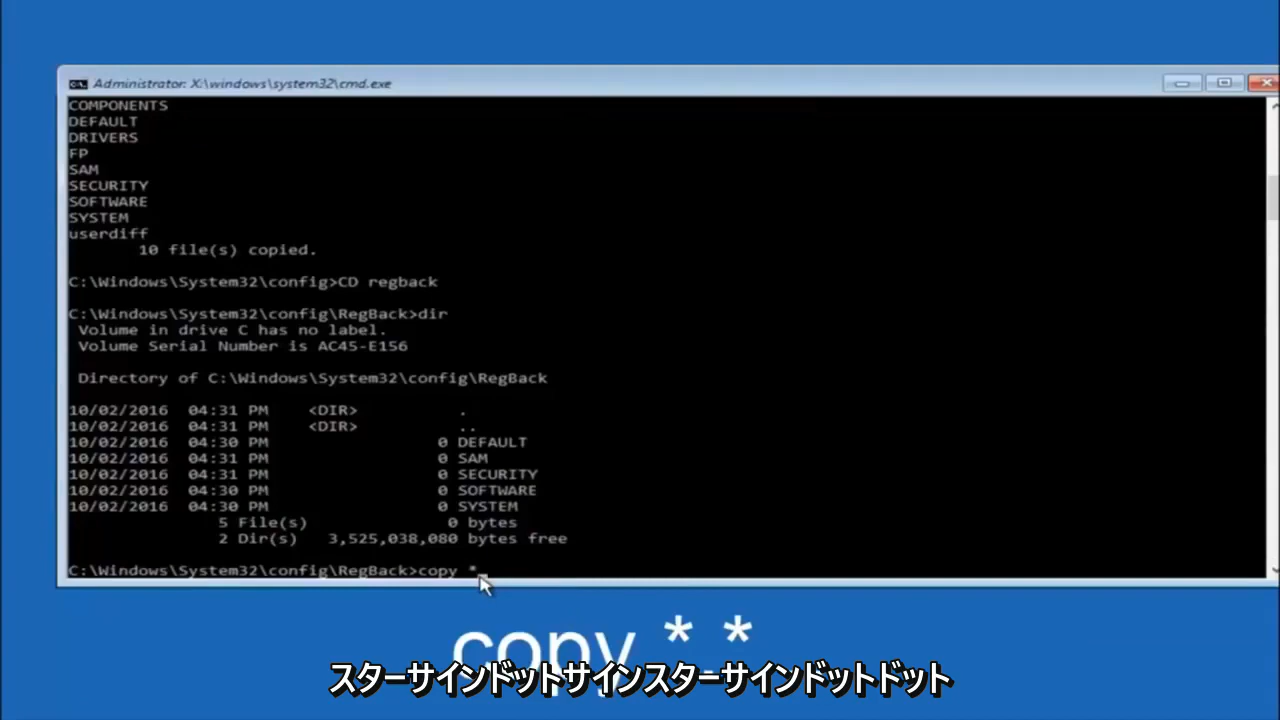 Administrator: X:\windows\system32\cmd.exe
COMPONENTS
DEFAULT
DRIVERS
FP
SAM
SECURITY
SOFTWARE
SYSTEM
userdiff
10 file(s) copied.
C:\Windows\System32\config>CD regback
C:\Windows\System32\config\RegBack>dir
Volume in drive C has no label.
Volume Serial Number is AC45-E156
Directory of C:\Windows\System32\config\RegBack
10/02/2016 04:31 PM <DIR> .
10/02/2016 04:31 PM <DIR> ..
10/02/2016 04:30 PM 0 DEFAULT
10/02/2016 04:31 PM 0 SAM
10/02/2016 04:31 PM 0 SECURITY
10/02/2016 04:30 PM 0 SOFTWARE
10/02/2016 04:30 PM 0 SYSTEM
5 File(s) 0 bytes
2 Dir(s) 3,525,038,080 bytes free
C:\Windows\System32\config\RegBack>copy *_
copy *.*
スターサインドットサインスターサインドットドット